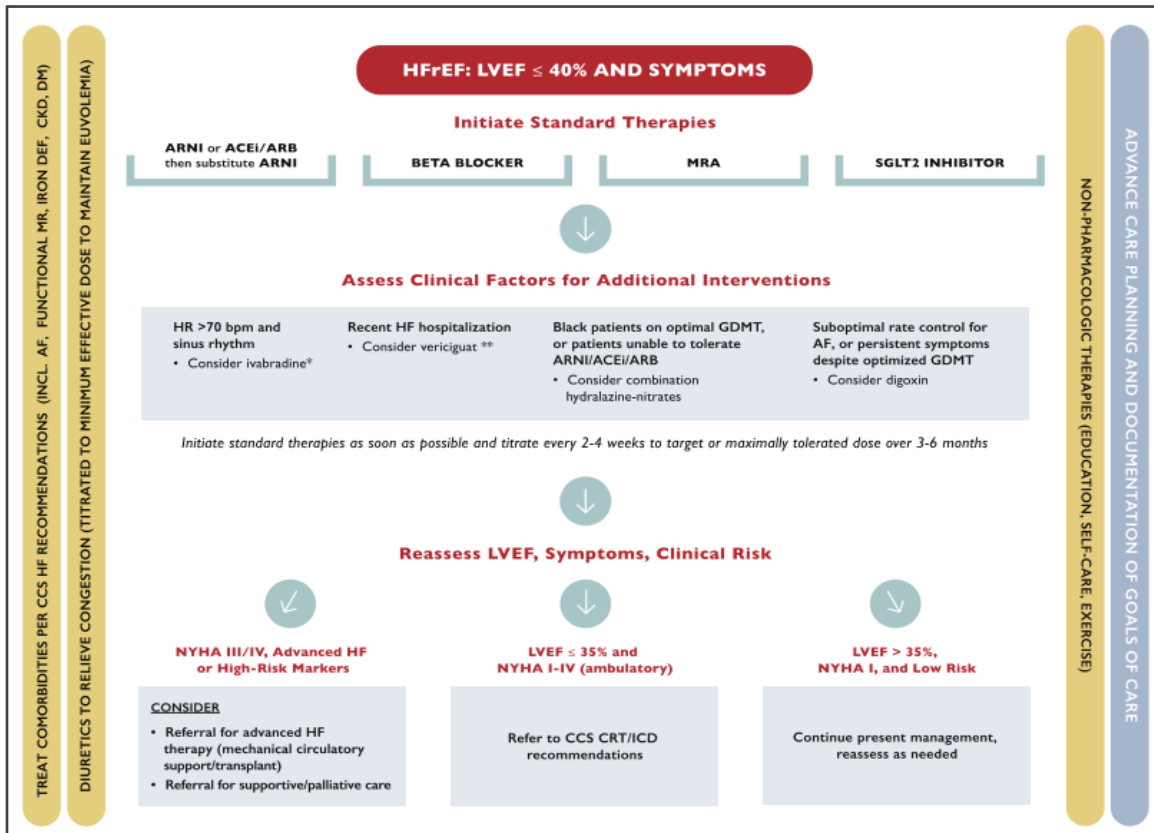 TREAT COMORBIDITIES PER CCS HF RECOMMENDATIONS (INCL. AF, FUNCTIONAL MR, IRON DEF, CKD, DM)
DIURETICS TO RELIEVE CONGESTION (TITRATED TO MINIMUM EFFECTIVE DOSE TO MAINTAIN EUVOLEMIA)
HFrEF: LVEF ≤ 40% AND SYMPTOMS
Initiate Standard Therapies
ARNI or ACEi/ARB
then substitute ARNI
BETA BLOCKER
MRA
SGLT2 INHIBITOR
Assess Clinical Factors for Additional Interventions
HR >70 bpm and
sinus rhythm
• Consider ivabradine*
Recent HF hospitalization
• Consider vericiguat **
Black patients on optimal GDMT,
or patients unable to tolerate
ARNI/ACEi/ARB
• Consider combination
hydralazine-nitrates
Suboptimal rate control for
AF, or persistent symptoms
despite optimized GDMT
• Consider digoxin
Initiate standard therapies as soon as possible and titrate every 2-4 weeks to target or maximally tolerated dose over 3-6 months
Reassess LVEF, Symptoms, Clinical Risk
NYHA III/IV, Advanced HF
or High-Risk Markers
CONSIDER
• Referral for advanced HF
therapy (mechanical circulatory
support/transplant)
• Referral for supportive/palliative care
LVEF ≤ 35% and
NYHA I-IV (ambulatory)
Refer to CCS CRT/ICD
recommendations
LVEF > 35%,
NYHA I, and Low Risk
Continue present management,
reassess as needed
NON-PHARMACOLOGIC THERAPIES (EDUCATION, SELF-CARE, EXERCISE)
ADVANCE CARE PLANNING AND DOCUMENTATION OF GOALS OF CARE